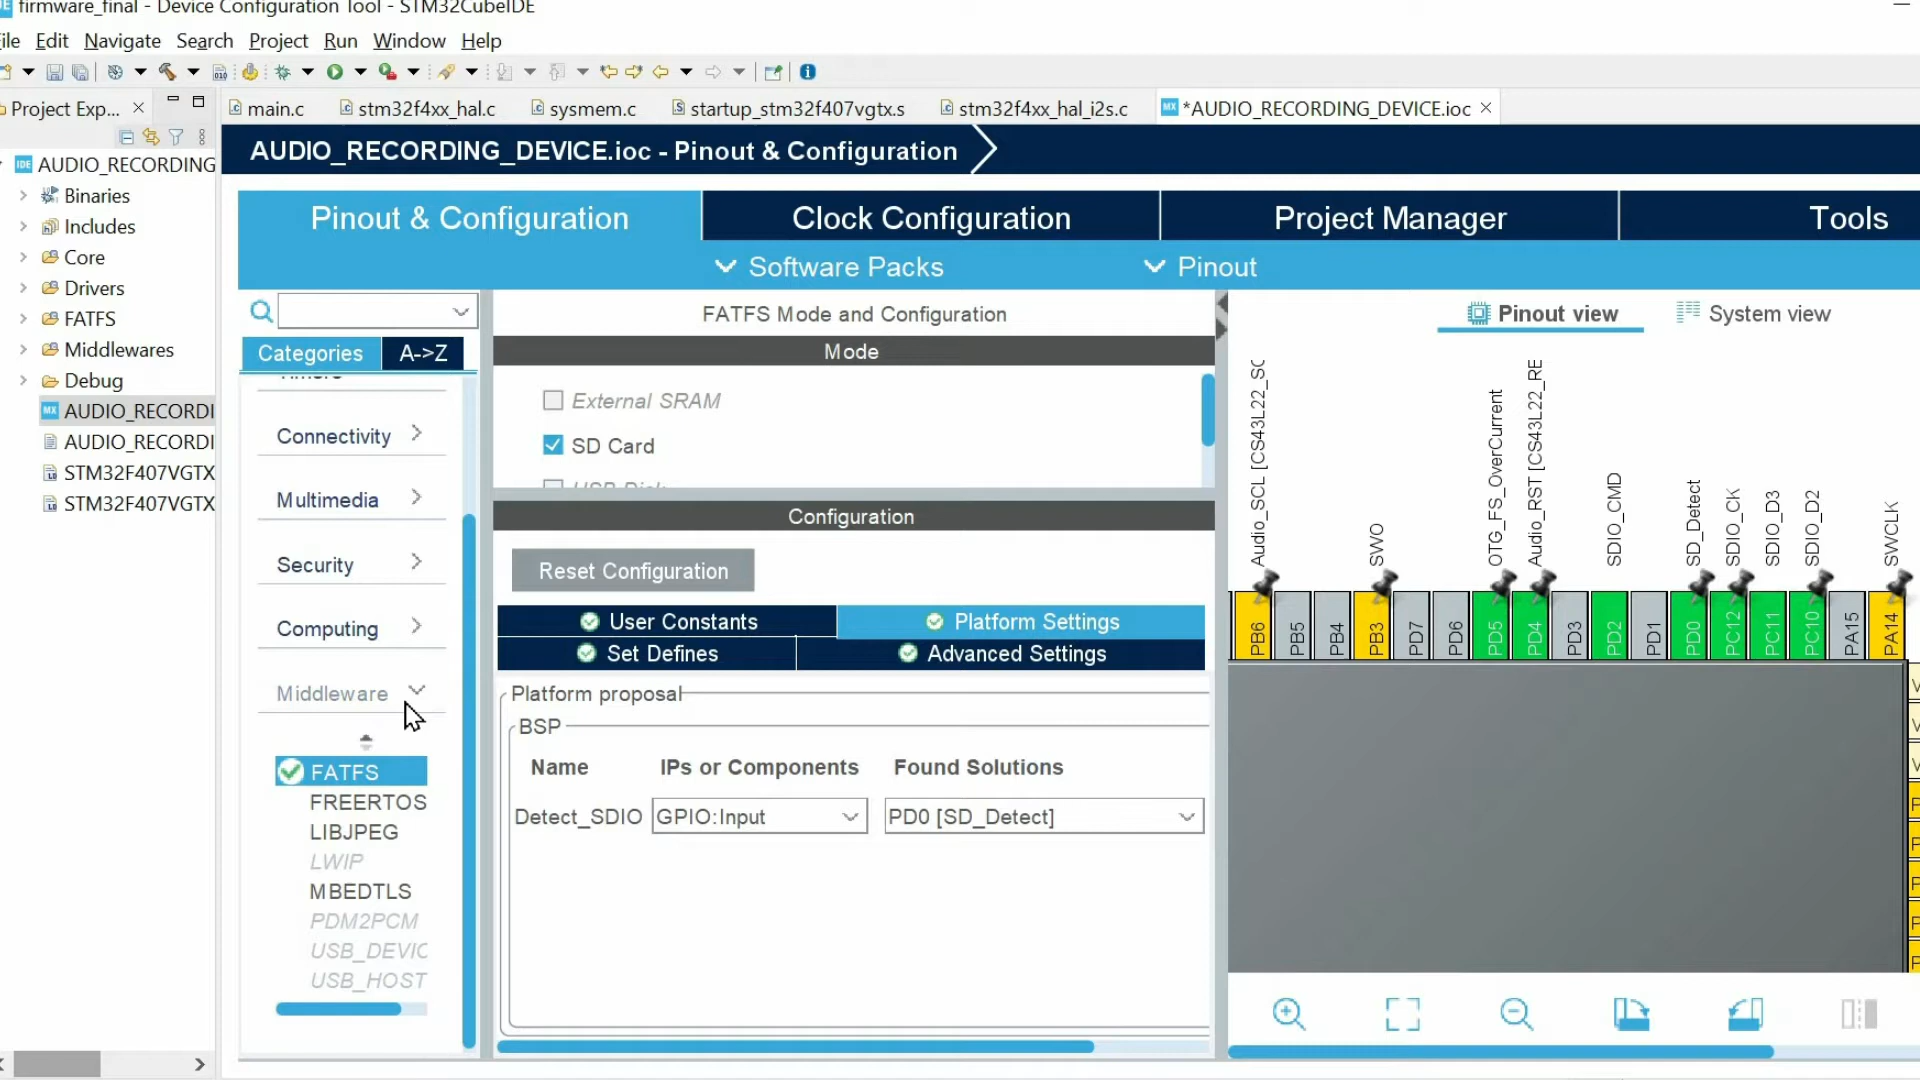 firmware_final - Device Configuration Tool - STM32CubeIDE
File Edit Navigate Search Project Run Window Help
Project Exp...
main.c
stm32f4xx_hal.c
sysmem.c
startup_stm32f407vgtx.s
stm32f4xx_hal_i2s.c
*AUDIO_RECORDING_DEVICE.ioc
AUDIO_RECORDING
Binaries
Includes
Core
Drivers
FATFS
Middlewares
Debug
AUDIO_RECORDI
AUDIO_RECORDI
STM32F407VGTX
STM32F407VGTX
AUDIO_RECORDING_DEVICE.ioc - Pinout & Configuration
Pinout & Configuration
Clock Configuration
Project Manager
Tools
Software Packs
Pinout
Categories
A->Z
Timers
Connectivity
Multimedia
Security
Computing
Middleware
FATFS
FREERTOS
LIBJPEG
LWIP
MBEDTLS
PDM2PCM
USB_DEVIC
USB_HOST
FATFS Mode and Configuration
Mode
External SRAM
SD Card
USB Disk
Configuration
Reset Configuration
User Constants
Platform Settings
Set Defines
Advanced Settings
Platform proposal
BSP
Name IPs or Components Found Solutions
Detect_SDIO GPIO:Input PD0 [SD_Detect]
Pinout view
System view
Audio_SCL [CS43L22_SC
SWO
OTG_FS_OverCurrent
Audio_RST [CS43L22_RE
SDIO_CMD
SD_Detect
SDIO_CK
SDIO_D3
SDIO_D2
SWCLK
PB6
PB5
PB4
PB3
PD7
PD6
PD5
PD4
PD3
PD2
PD1
PD0
PC12
PC11
PC10
PA15
PA14